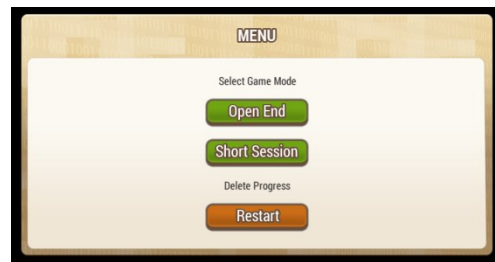 MENU
Select Game Mode
Open End
Short Session
Delete Progress
Restart